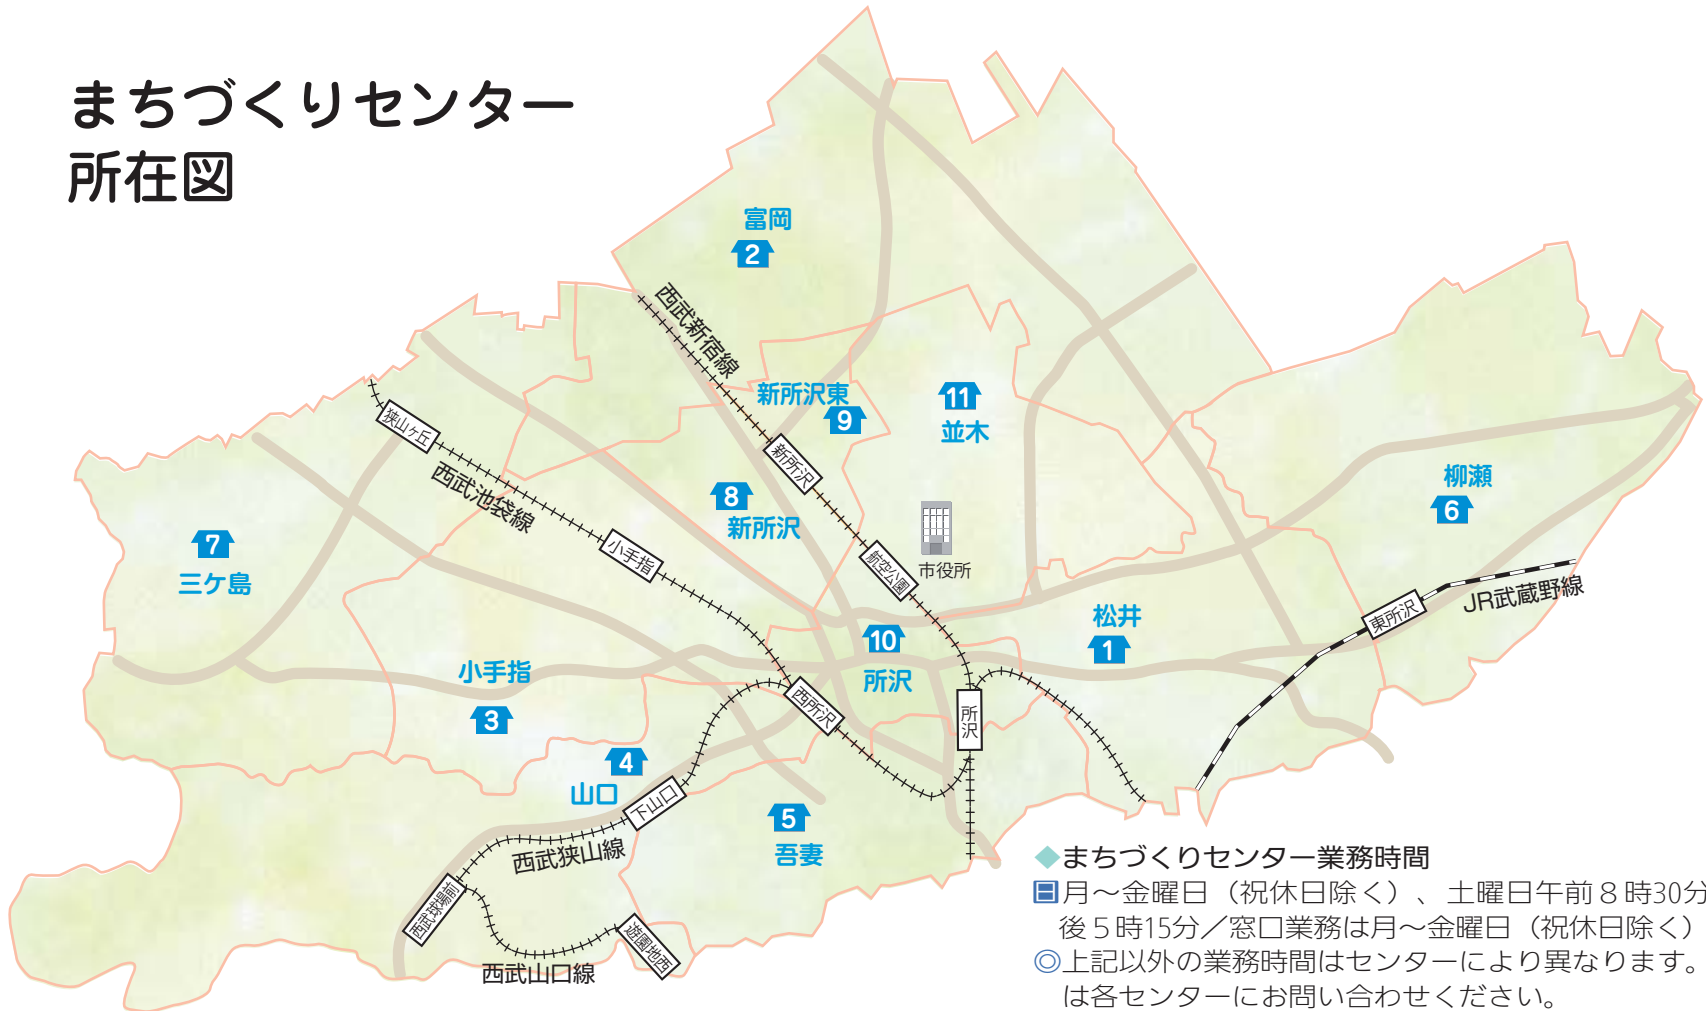 まちづくりセンター
所在図
富岡
2
西武新宿線
新所沢東
9
11
並木
狭山ヶ丘
西武池袋線
新所沢
8
新所沢
柳瀬
6
7
三ケ島
小手指
航空公園
市役所
JR武蔵野線
東所沢
松井
1
10
所沢
小手指
3
西所沢
所沢
4
山口
下山口
5
吾妻
西武狭山線
西武球場前
遊園地西
西武山口線
◆まちづくりセンター業務時間
日月～金曜日（祝休日除く）、土曜日午前８時30分
後５時15分／窓口業務は月～金曜日（祝休日除く）
◎上記以外の業務時間はセンターにより異なります。
は各センターにお問い合わせください。